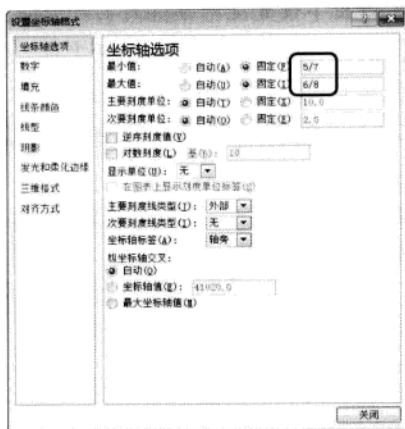 设置坐标轴格式
坐标轴选项
数字
填充
线条颜色
线型
阴影
发光和柔化边缘
三维格式
对齐方式
坐标轴选项
最小值: 自动(A) 固定(F) 5/7
最大值: 自动(U) 固定(I) 6/8
主要刻度单位: 自动(T) 固定(X) 10.0
次要刻度单位: 自动(O) 固定(E) 2.0
逆序刻度值(V)
对数刻度(L) 基(B): 10
显示单位(U): 无
在图表上显示刻度单位标签(S)
主要刻度线类型(J): 外部
次要刻度线类型(I): 无
坐标轴标签(A): 轴旁
纵坐标轴交叉:
自动(O)
坐标轴值(E): 41020.0
最大坐标轴值(M)
关闭